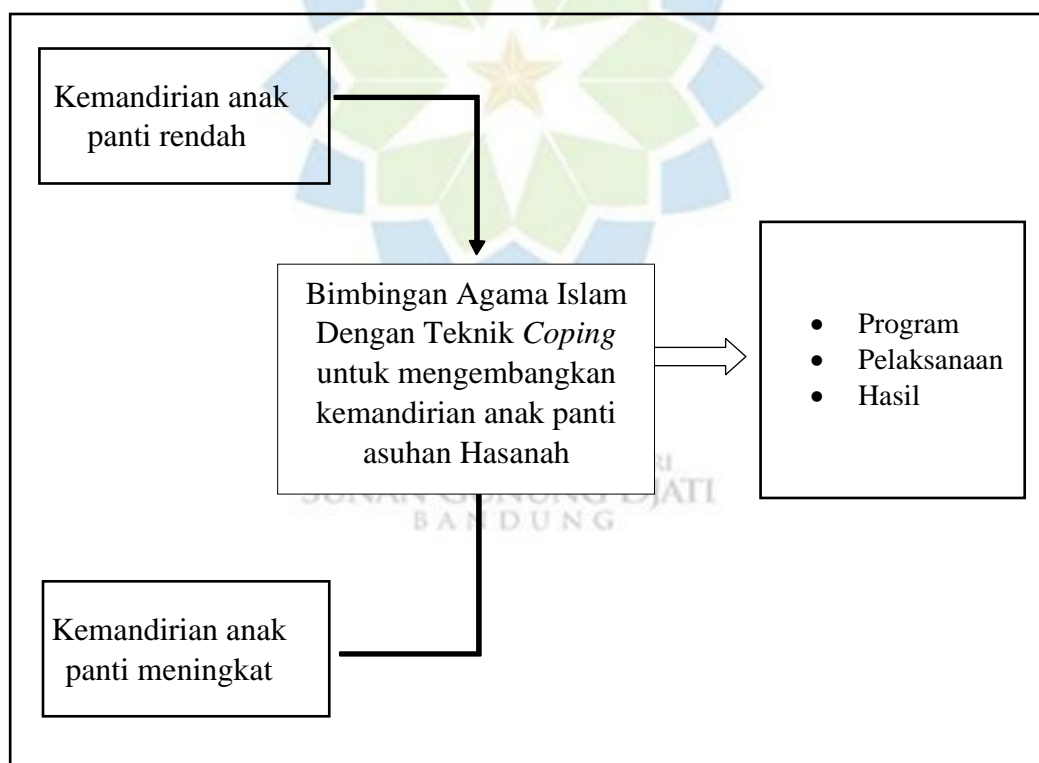 Kemandirian anak
panti rendah
Bimbingan Agama Islam
Dengan Teknik Coping
untuk mengembangkan
kemandirian anak panti
asuhan Hasanah
• Program
• Pelaksanaan
• Hasil
SUNAN GUNUNG DJATI
BANDUNG
Kemandirian anak
panti meningkat